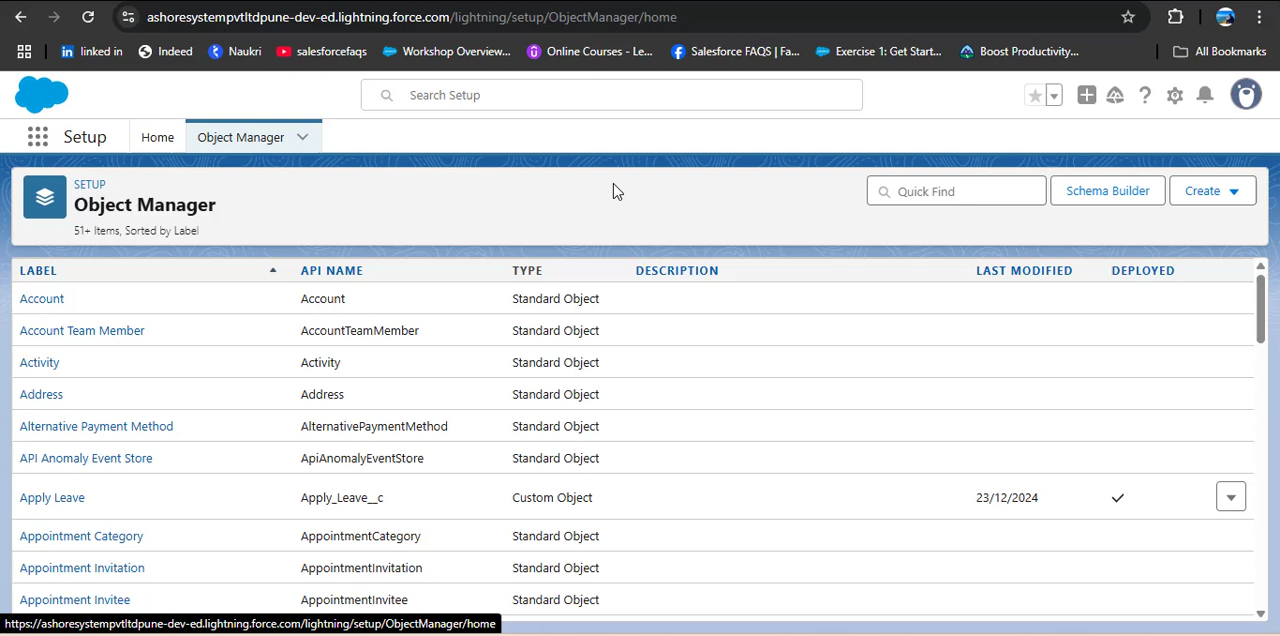 ashoresystempvtltdpune-dev-ed.lightning.force.com/lightning/setup/ObjectManager/home
linked in Indeed Naukri salesforcefaqs Workshop Overview... Online Courses - Le... Salesforce FAQS | Fa... Exercise 1: Get Start... Boost Productivity... All Bookmarks
Search Setup
Setup Home Object Manager
SETUP
Object Manager
51+ Items, Sorted by Label
Quick Find Schema Builder Create
LABEL API NAME TYPE DESCRIPTION LAST MODIFIED DEPLOYED
Account Account Standard Object
Account Team Member AccountTeamMember Standard Object
Activity Activity Standard Object
Address Address Standard Object
Alternative Payment Method AlternativePaymentMethod Standard Object
API Anomaly Event Store ApiAnomalyEventStore Standard Object
Apply Leave Apply_Leave__c Custom Object 23/12/2024
Appointment Category AppointmentCategory Standard Object
Appointment Invitation AppointmentInvitation Standard Object
Appointment Invitee AppointmentInvitee Standard Object
https://ashoresystempvtltdpune-dev-ed.lightning.force.com/lightning/setup/ObjectManager/home